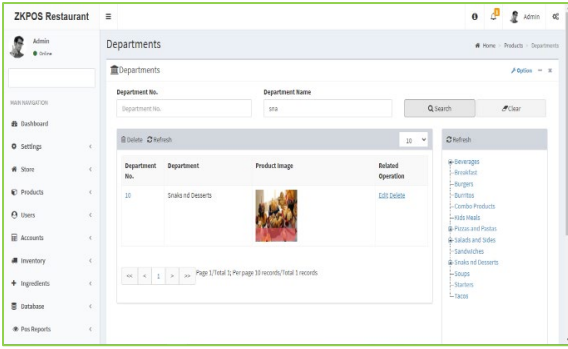 ZKPOS Restaurant
Admin
Admin
Online
MAIN NAVIGATION
Dashboard
Settings
Store
Products
Users
Accounts
Inventory
Ingredients
Database
Pos Reports
Departments
Home > Products > Departments
Departments
Option
Department No.
Department Name
Department No.
sna
Search
Clear
Delete Refresh
10
Refresh
Department No.
Department
Product Image
Related Operation
10
Snaks nd Desserts
Edit Delete
<< < 1 > >> Page 1/Total 1; Per page 10 records/Total 1 records
Beverages
Breakfast
Burgers
Burritos
Combo Products
Kids Meals
Pizzas and Pastas
Salads and Sides
Sandwiches
Snaks nd Desserts
Soups
Starters
Tacos